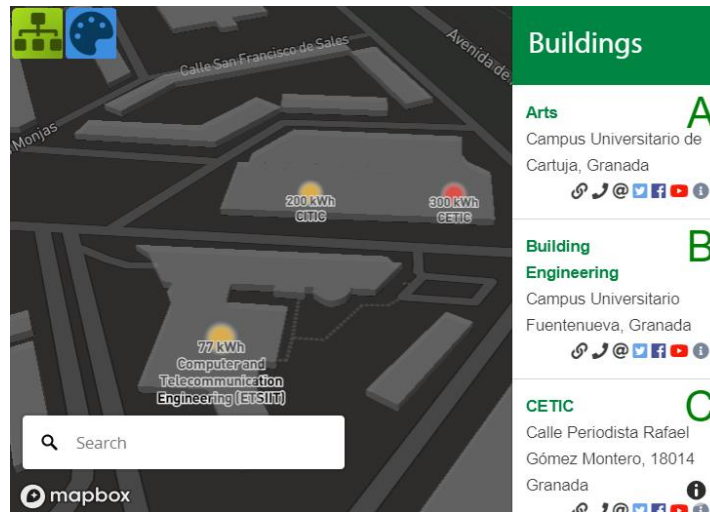 Calle San Francisco de Sales
Avenida de
Monjas
200 kWh
CITIC
300 kWh
CETIC
77 kWh
Computer and
Telecommunication
Engineering (ETSIIT)
Search
mapbox
Buildings
Arts
A
Campus Universitario de
Cartuja, Granada
Building
Engineering
B
Campus Universitario
Fuentenueva, Granada
CETIC
C
Calle Periodista Rafael
Gómez Montero, 18014
Granada